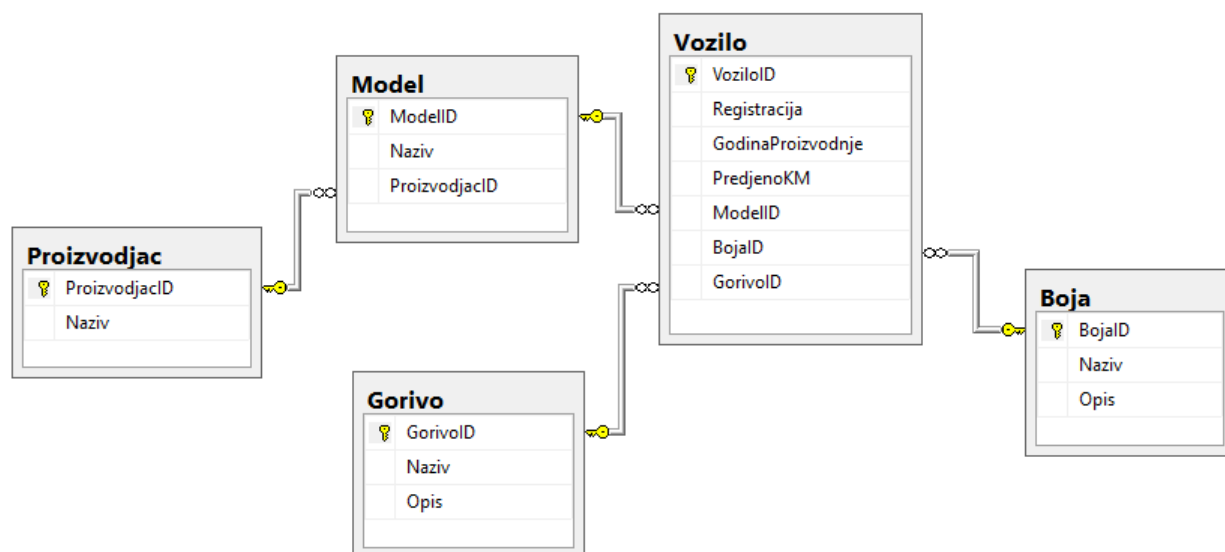 Proizvodjac
ProizvodjacID
Naziv
Model
ModelID
Naziv
ProizvodjacID
Gorivo
GorivoID
Naziv
Opis
Vozilo
VoziloID
Registracija
GodinaProizvodnje
PredjenoKM
ModelID
BojaID
GorivoID
Boja
BojaID
Naziv
Opis